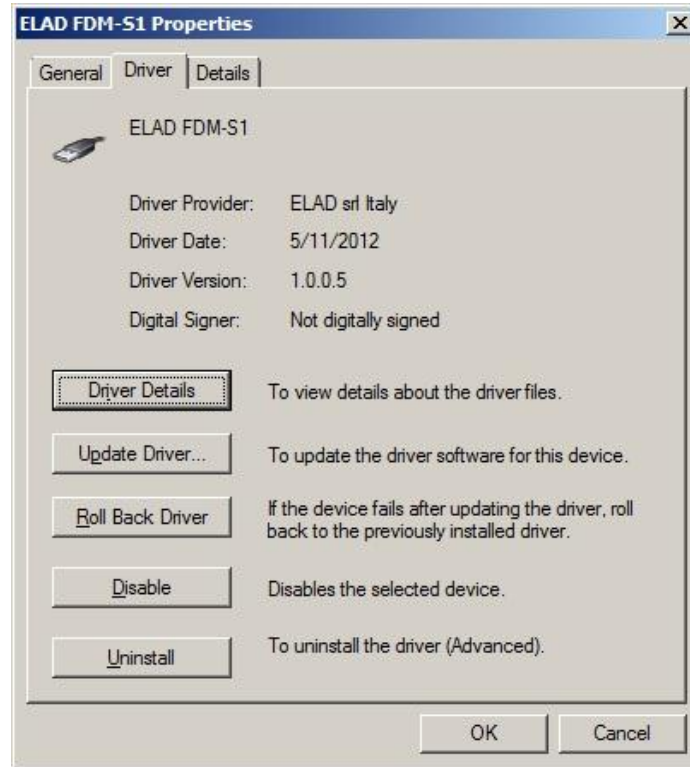 ELAD FDM-S1 Properties
General Driver Details
ELAD FDM-S1
Driver Provider: ELAD srl Italy
Driver Date: 5/11/2012
Driver Version: 1.0.0.5
Digital Signer: Not digitally signed
Driver Details To view details about the driver files.
Update Driver... To update the driver software for this device.
Roll Back Driver If the device fails after updating the driver, roll
back to the previously installed driver.
Disable Disables the selected device.
Uninstall To uninstall the driver (Advanced).
OK Cancel